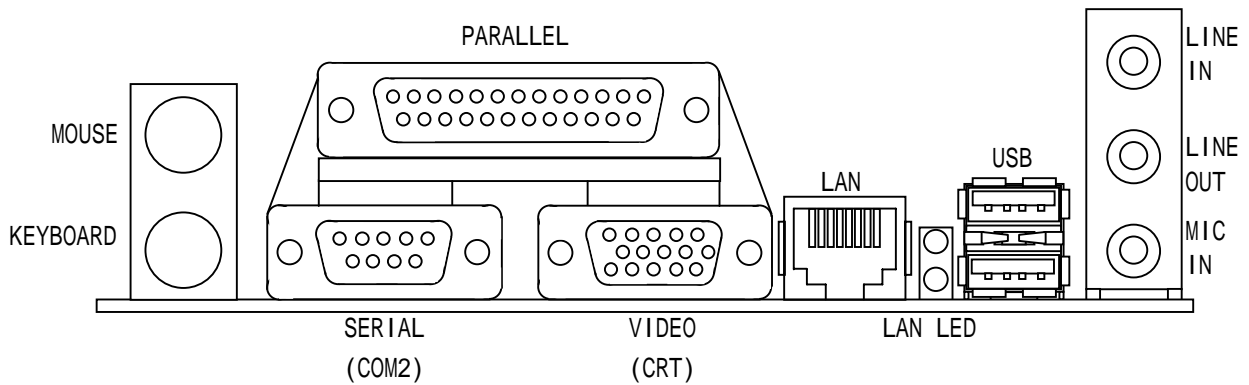 PARALLEL
LINE
IN
MOUSE
LINE
OUT
USB
LAN
KEYBOARD
MIC
IN
SERIAL
(COM2)
VIDEO
(CRT)
LAN LED